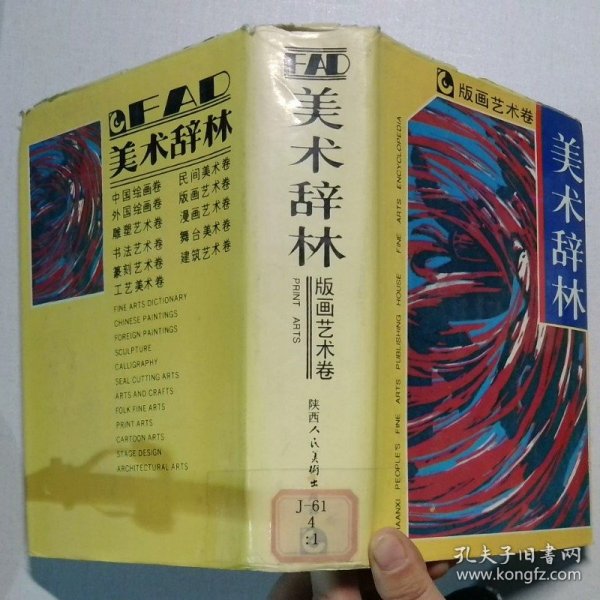 FAD
美术辞林
中国绘画卷
外国绘画卷
雕塑艺术卷
书法艺术卷
篆刻艺术卷
工艺美术卷
民间美术卷
版画艺术卷
漫画艺术卷
舞台美术卷
建筑艺术卷
FINE ARTS DICTIONARY
CHINESE PAINTINGS
FOREIGN PAINTINGS
SCULPTURE
CALLIGRAPHY
SEAL CUTTING ARTS
ARTS AND CRAFTS
FOLK FINE ARTS
PRINT ARTS
CARTOON ARTS
STAGE DESIGN
ARCHITECTURAL ARTS
FAD
美术辞林
版画艺术卷
PRINT ARTS
陕西人民美術出
J-61
4
:1
版画艺术卷
美术辞林
SHAANXI PEOPLE'S FINE ARTS PUBLISHING HOUSE FINE ARTS ENCYCLOPEDIA
孔夫子旧书网
www.kongfz.com